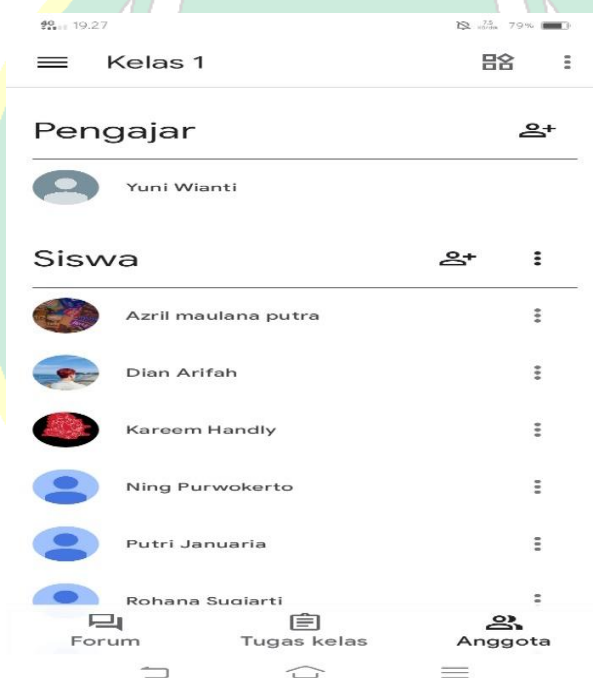 19.27
79%
Kelas 1
Pengajar
Yuni Wianti
Siswa
Azril maulana putra
Dian Arifah
Kareem Handly
Ning Purwokerto
Putri Januaria
Rohana Sugiarti
Forum Tugas kelas Anggota